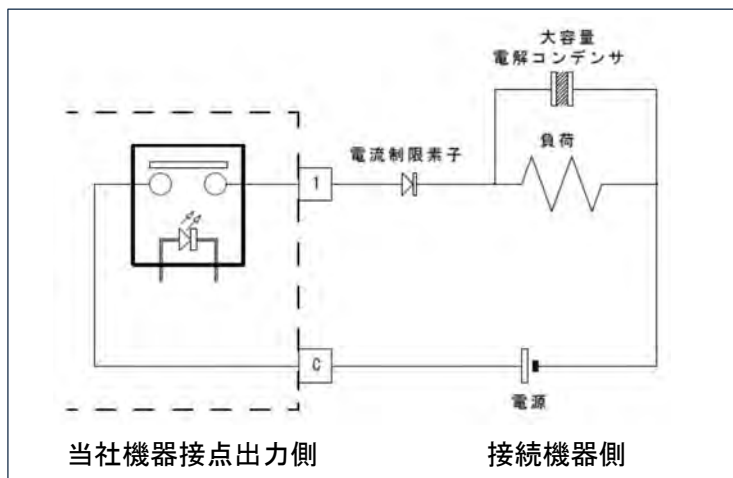 大容量
電解コンデンサ
電流制限素子
負荷
1
C
電源
当社機器接点出力側
接続機器側